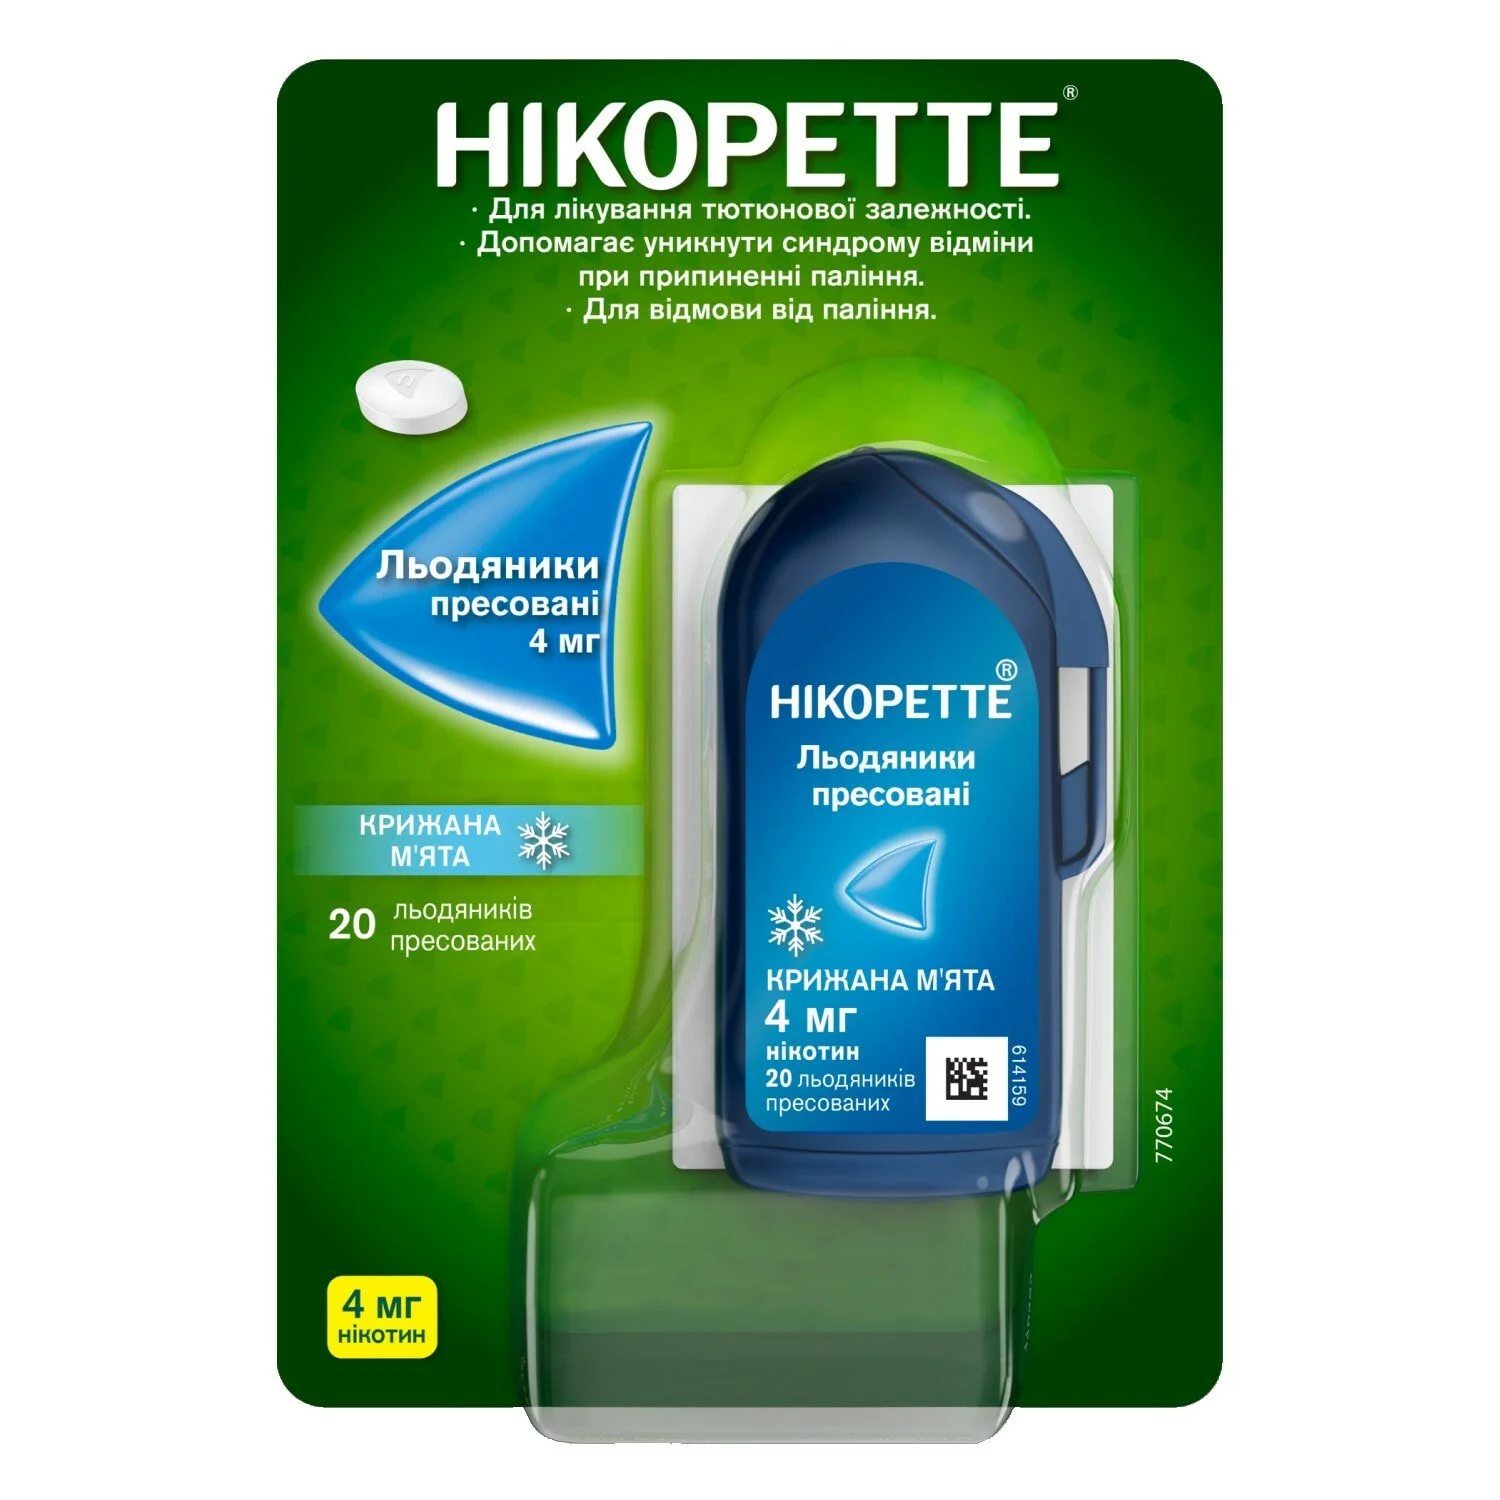 НІКОРЕТТЕ®
· Для лікування тютюнової залежності.
· Допомагає уникнути синдрому відміни
при припиненні паління.
· Для відмови від паління.
Льодяники
пресовані
4 мг
КРИЖАНА
М'ЯТА
20 льодяників
пресованих
НІКОРЕТТЕ®
Льодяники
пресовані
КРИЖАНА М'ЯТА
4 мг
нікотин
20 льодяників
пресованих
614159
770674
4 мг
нікотин